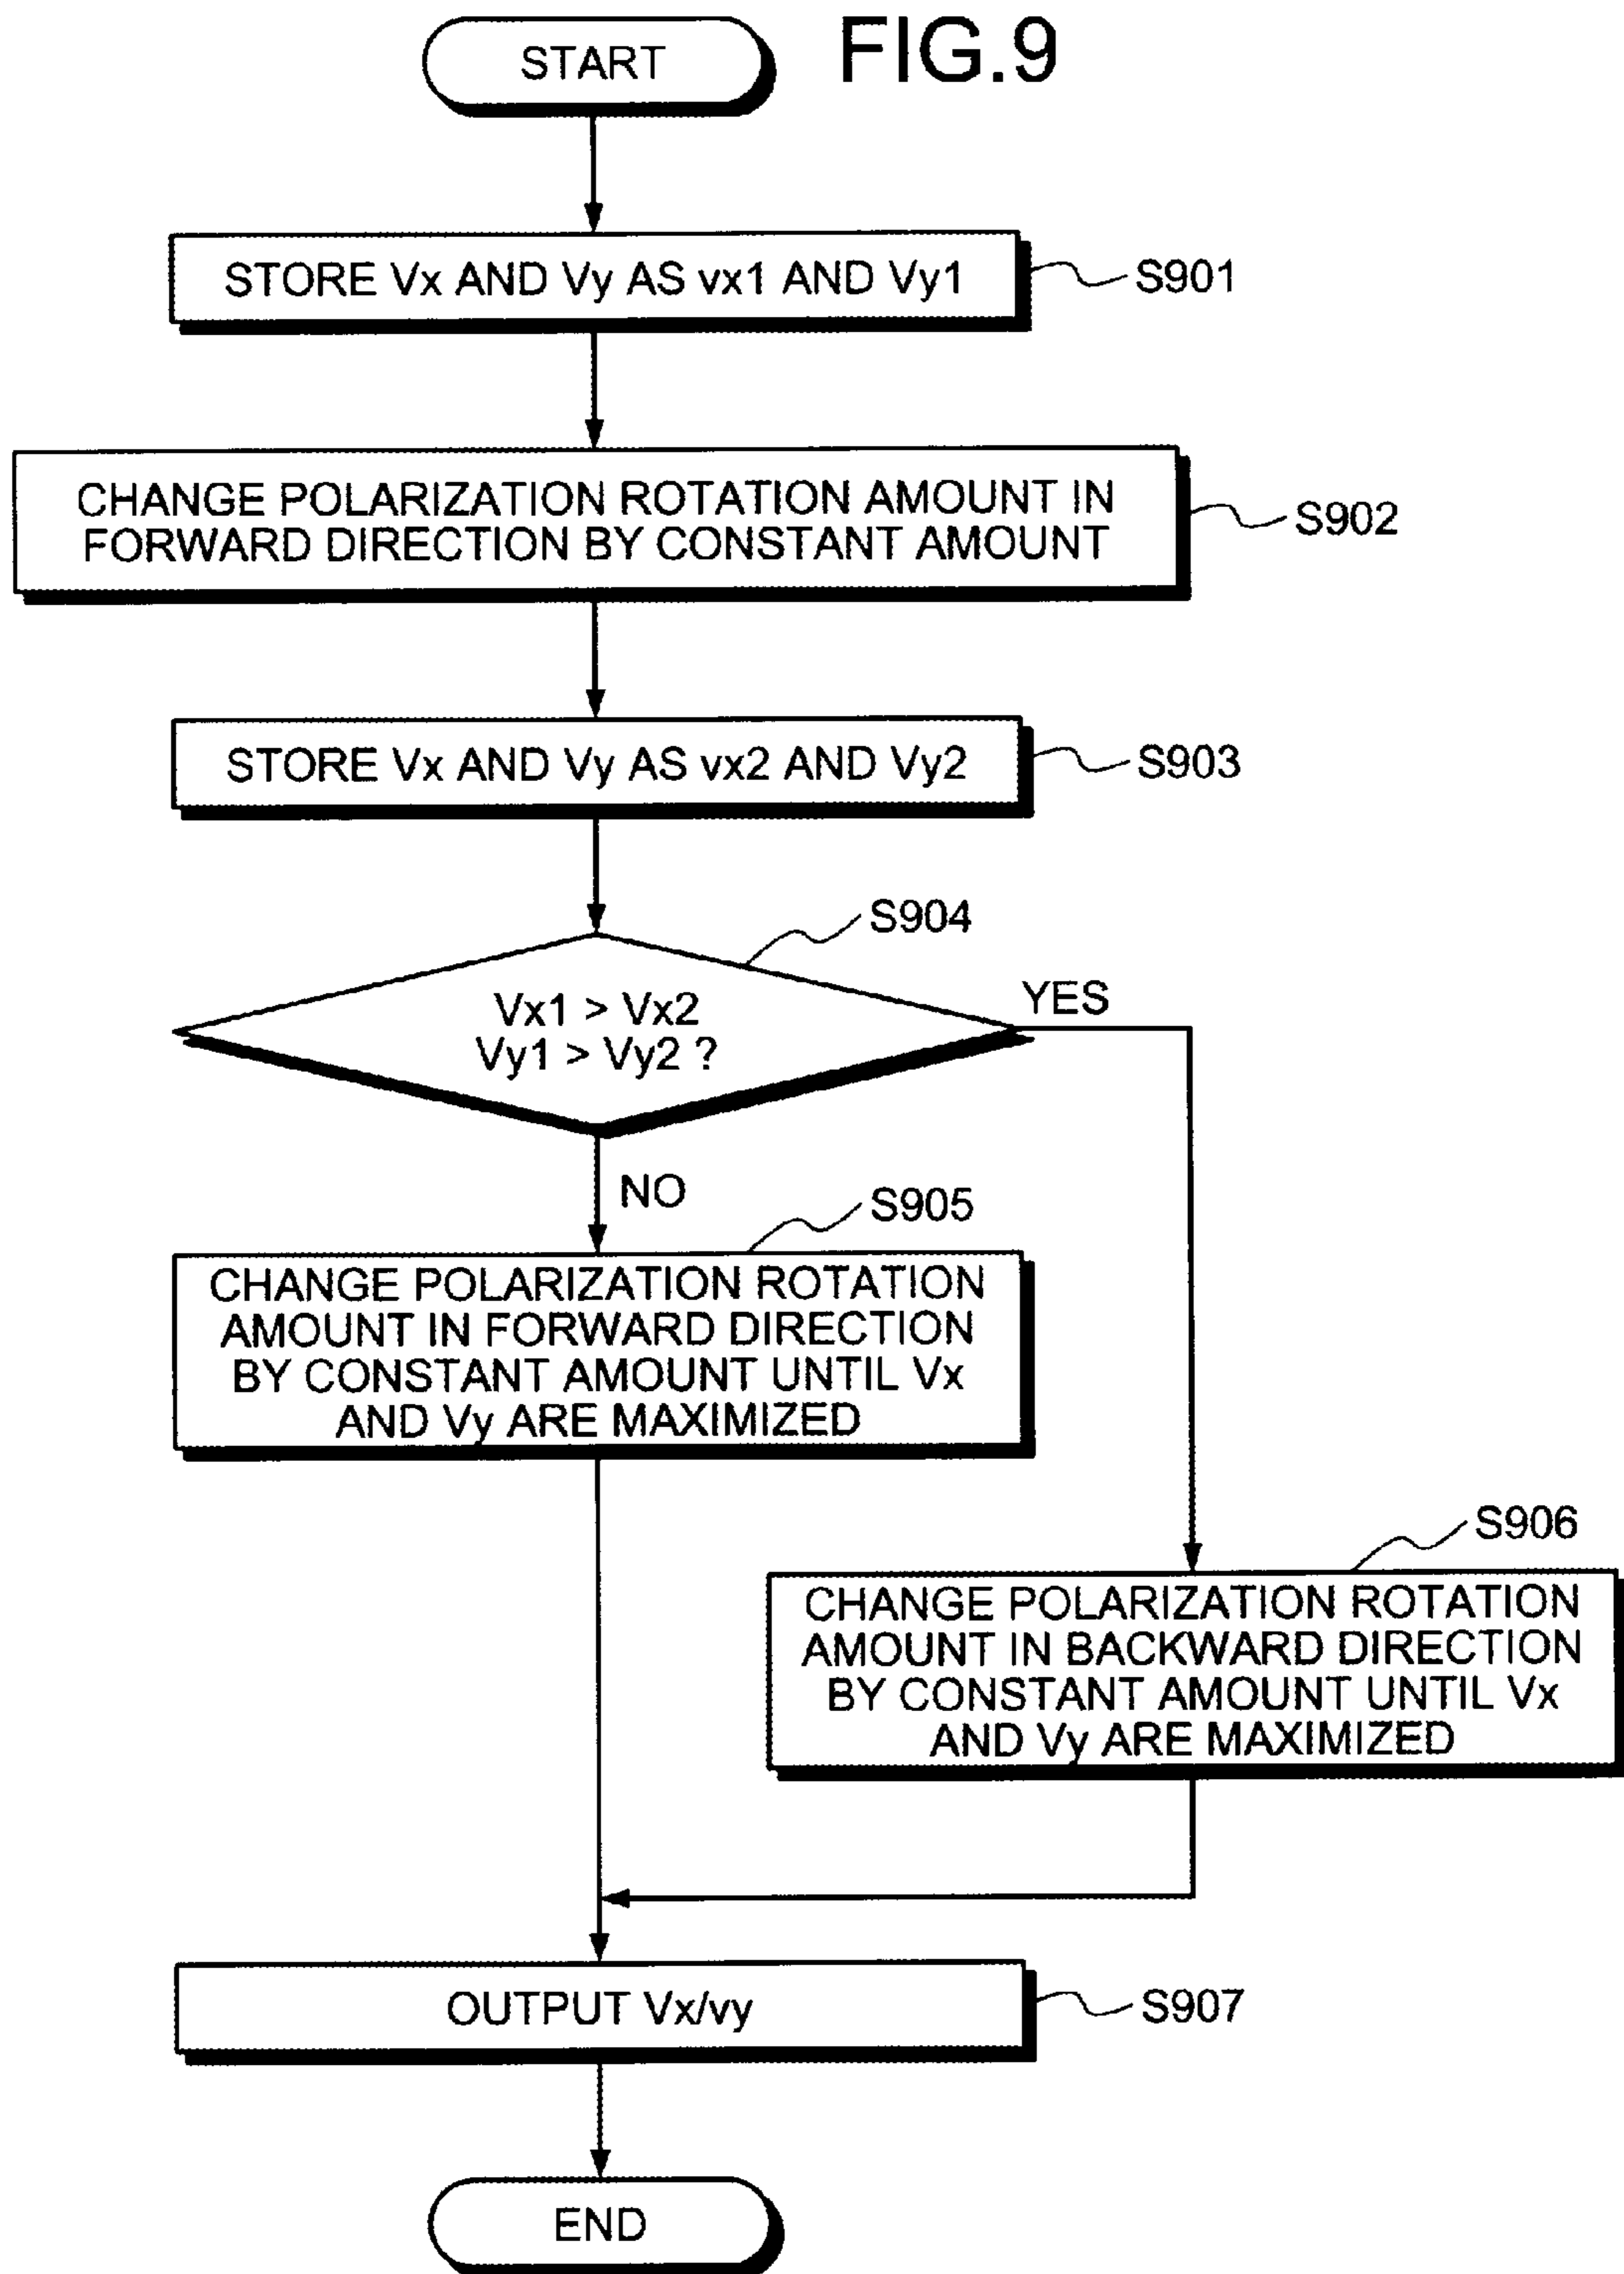 FIG.9
START
STORE Vx AND Vy AS vx1 AND Vy1
S901
CHANGE POLARIZATION ROTATION AMOUNT IN
FORWARD DIRECTION BY CONSTANT AMOUNT
S902
STORE Vx AND Vy AS vx2 AND Vy2
S903
S904
Vx1 > Vx2
Vy1 > Vy2 ?
YES
NO
S905
CHANGE POLARIZATION ROTATION
AMOUNT IN FORWARD DIRECTION
BY CONSTANT AMOUNT UNTIL Vx
AND Vy ARE MAXIMIZED
S906
CHANGE POLARIZATION ROTATION
AMOUNT IN BACKWARD DIRECTION
BY CONSTANT AMOUNT UNTIL Vx
AND Vy ARE MAXIMIZED
OUTPUT Vx/vy
S907
END